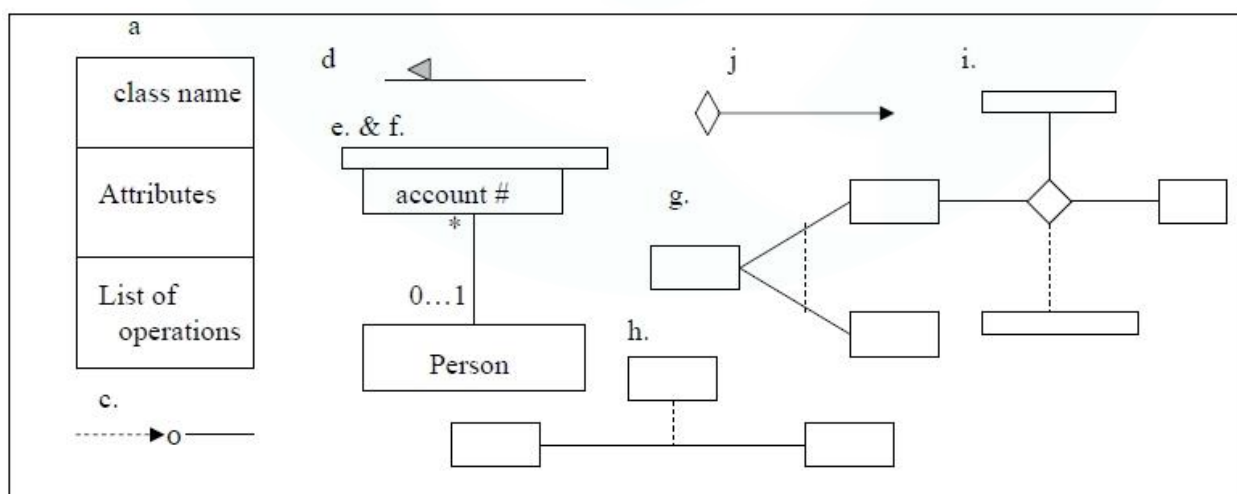 a
class name
Attributes
List of
operations
c.
o
d
e. & f.
account #
*
0…1
Person
j
i.
g.
h.